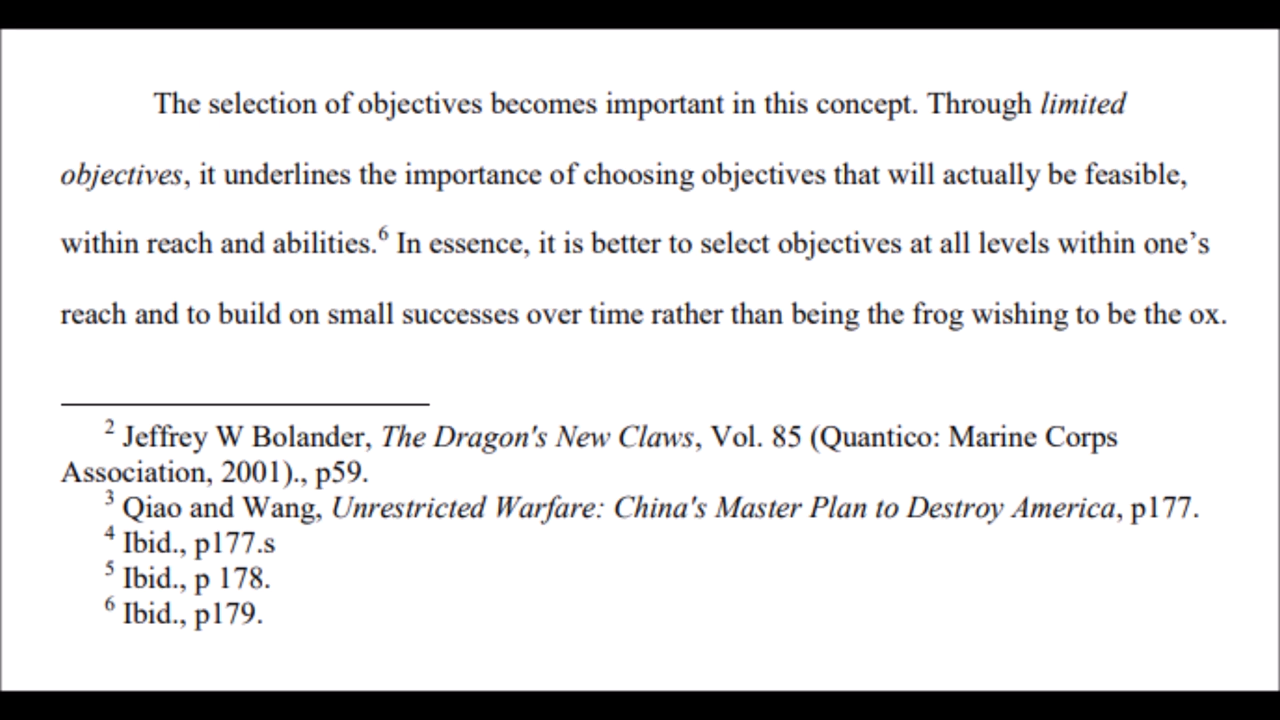 The selection of objectives becomes important in this concept. Through limited
objectives, it underlines the importance of choosing objectives that will actually be feasible,
within reach and abilities.6 In essence, it is better to select objectives at all levels within one’s
reach and to build on small successes over time rather than being the frog wishing to be the ox.
2 Jeffrey W Bolander, The Dragon's New Claws, Vol. 85 (Quantico: Marine Corps
Association, 2001)., p59.
3 Qiao and Wang, Unrestricted Warfare: China's Master Plan to Destroy America, p177.
4 Ibid., p177.s
5 Ibid., p 178.
6 Ibid., p179.